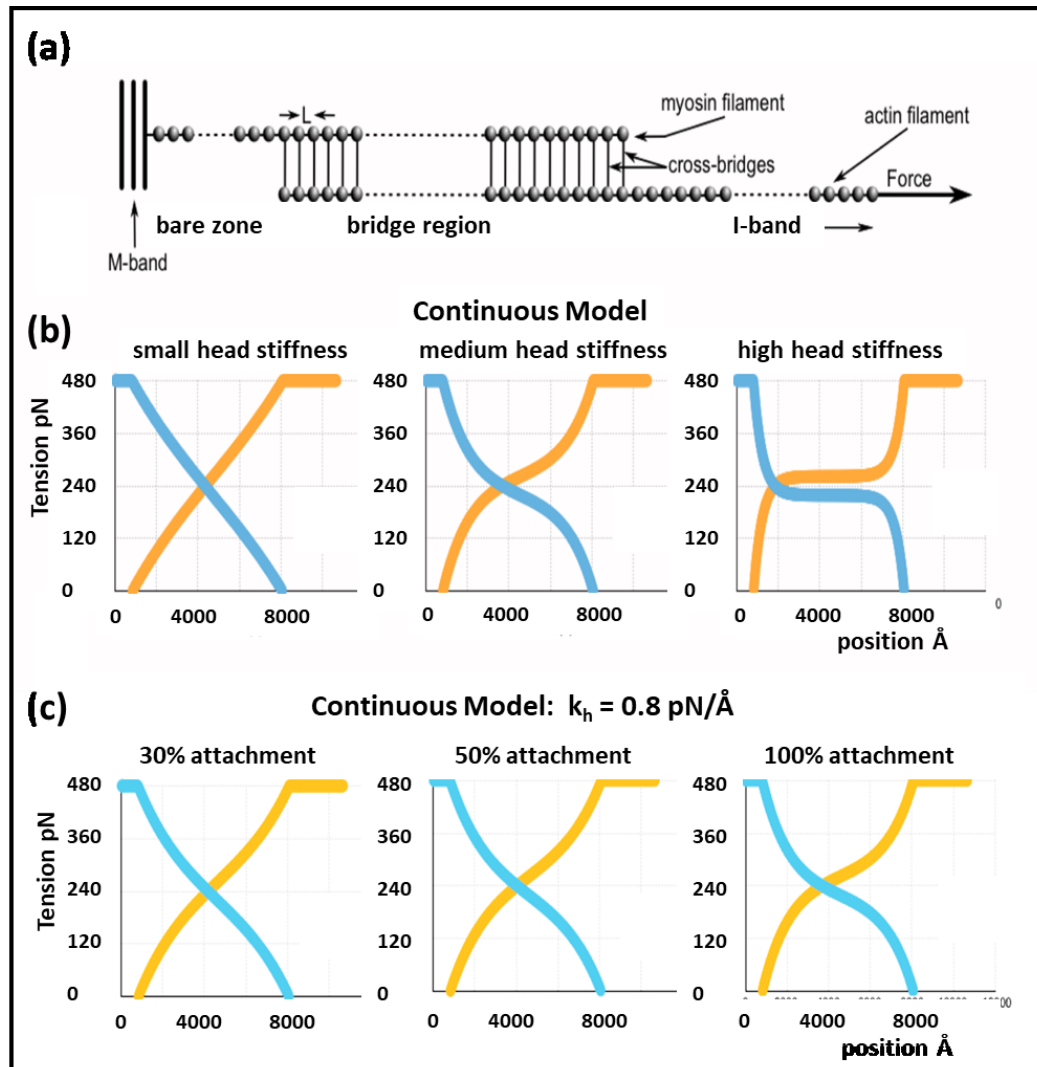 (a)
L
myosin filament
actin filament
cross-bridges
Force
bare zone
bridge region
I-band
M-band
(b)
Continuous Model
small head stiffness
medium head stiffness
high head stiffness
Tension pN
480
360
240
120
0
0 4000 8000
480
360
240
120
0
0 4000 8000
480
360
240
120
0
0 4000 8000
0
position Å
(c)
Continuous Model: kₕ = 0.8 pN/Å
30% attachment
50% attachment
100% attachment
Tension pN
480
360
240
120
0
0 4000 8000
480
360
240
120
0
0 4000 8000
480
360
240
120
0
0 4000 8000
position Å